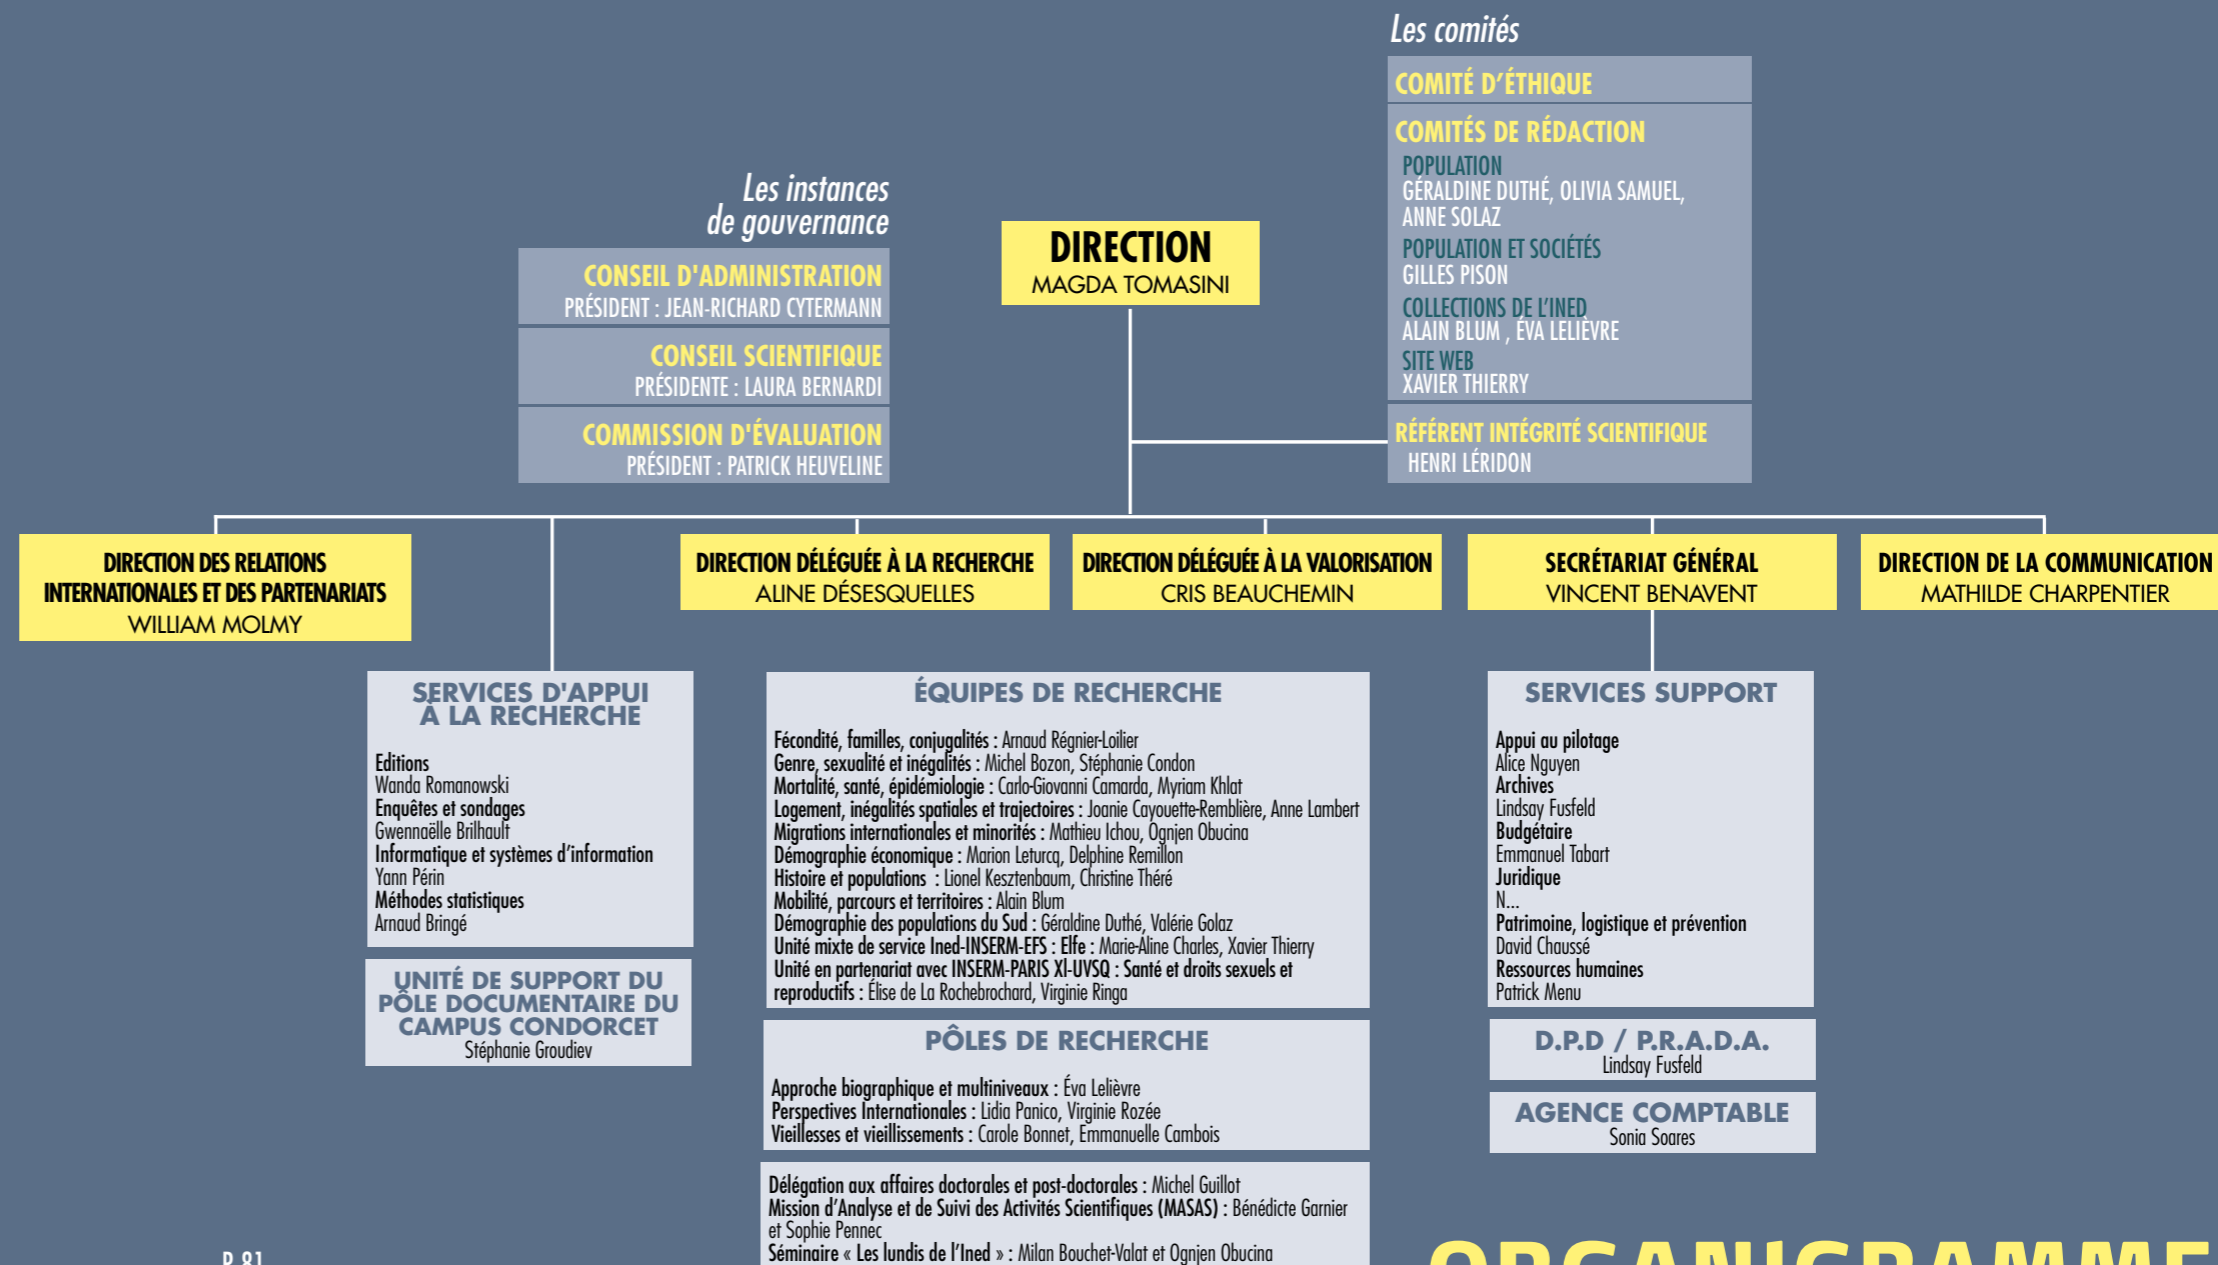 Les comités
COMITÉ D’ÉTHIQUE
COMITÉS DE RÉDACTION
POPULATION
GÉRALDINE DUTHÉ, OLIVIA SAMUEL,
ANNE SOLAZ
POPULATION ET SOCIÉTÉS
GILLES PISON
COLLECTIONS DE L’INED
ALAIN BLUM , ÉVA LELIÈVRE
SITE WEB
XAVIER THIERRY
RÉFÉRENT INTÉGRITÉ SCIENTIFIQUE
HENRI LÉRIDON
Les instances
de gouvernance
CONSEIL D'ADMINISTRATION
PRÉSIDENT : JEAN-RICHARD CYTERMANN
CONSEIL SCIENTIFIQUE
PRÉSIDENTE : LAURA BERNARDI
COMMISSION D'ÉVALUATION
PRÉSIDENT : PATRICK HEUVELINE
DIRECTION
MAGDA TOMASINI
DIRECTION DES RELATIONS
INTERNATIONALES ET DES PARTENARIATS
WILLIAM MOLMY
DIRECTION DÉLÉGUÉE À LA RECHERCHE
ALINE DÉSESQUELLES
DIRECTION DÉLÉGUÉE À LA VALORISATION
CRIS BEAUCHEMIN
SECRÉTARIAT GÉNÉRAL
VINCENT BENAVENT
DIRECTION DE LA COMMUNICATION
MATHILDE CHARPENTIER
SERVICES D'APPUI
À LA RECHERCHE
Editions
Wanda Romanowski
Enquêtes et sondages
Gwennaëlle Brilhault
Informatique et systèmes d’information
Yann Périn
Méthodes statistiques
Arnaud Bringé
UNITÉ DE SUPPORT DU
PÔLE DOCUMENTAIRE DU
CAMPUS CONDORCET
Stéphanie Groudiev
ÉQUIPES DE RECHERCHE
Fécondité, familles, conjugalités : Arnaud Régnier-Loilier
Genre, sexualité et inégalités : Michel Bozon, Stéphanie Condon
Mortalité, santé, épidémiologie : Carlo-Giovanni Camarda, Myriam Khlat
Logement, inégalités spatiales et trajectoires : Joanie Cayouette-Remblière, Anne Lambert
Migrations internationales et minorités : Mathieu Ichou, Ognjen Obucina
Démographie économique : Marion Leturcq, Delphine Remillon
Histoire et populations : Lionel Kesztenbaum, Christine Théré
Mobilité, parcours et territoires : Alain Blum
Démographie des populations du Sud : Géraldine Duthé, Valérie Golaz
Unité mixte de service Ined-INSERM-EFS : Elfe : Marie-Aline Charles, Xavier Thierry
Unité en partenariat avec INSERM-PARIS XI-UVSQ : Santé et droits sexuels et
reproductifs : Élise de La Rochebrochard, Virginie Ringa
PÔLES DE RECHERCHE
Approche biographique et multiniveaux : Éva Lelièvre
Perspectives Internationales : Lidia Panico, Virginie Rozée
Vieillesses et vieillissements : Carole Bonnet, Emmanuelle Cambois
Délégation aux affaires doctorales et post-doctorales : Michel Guillot
Mission d’Analyse et de Suivi des Activités Scientifiques (MASAS) : Bénédicte Garnier
et Sophie Pennec
Séminaire « Les lundis de l’Ined » : Milan Bouchet-Valat et Ognjen Obucina
SERVICES SUPPORT
Appui au pilotage
Alice Nguyen
Archives
Lindsay Fusfeld
Budgétaire
Emmanuel Tabart
Juridique
N...
Patrimoine, logistique et prévention
David Chaussé
Ressources humaines
Patrick Menu
D.P.D / P.R.A.D.A.
Lindsay Fusfeld
AGENCE COMPTABLE
Sonia Soares
P. 81
ORGANIGRAMME